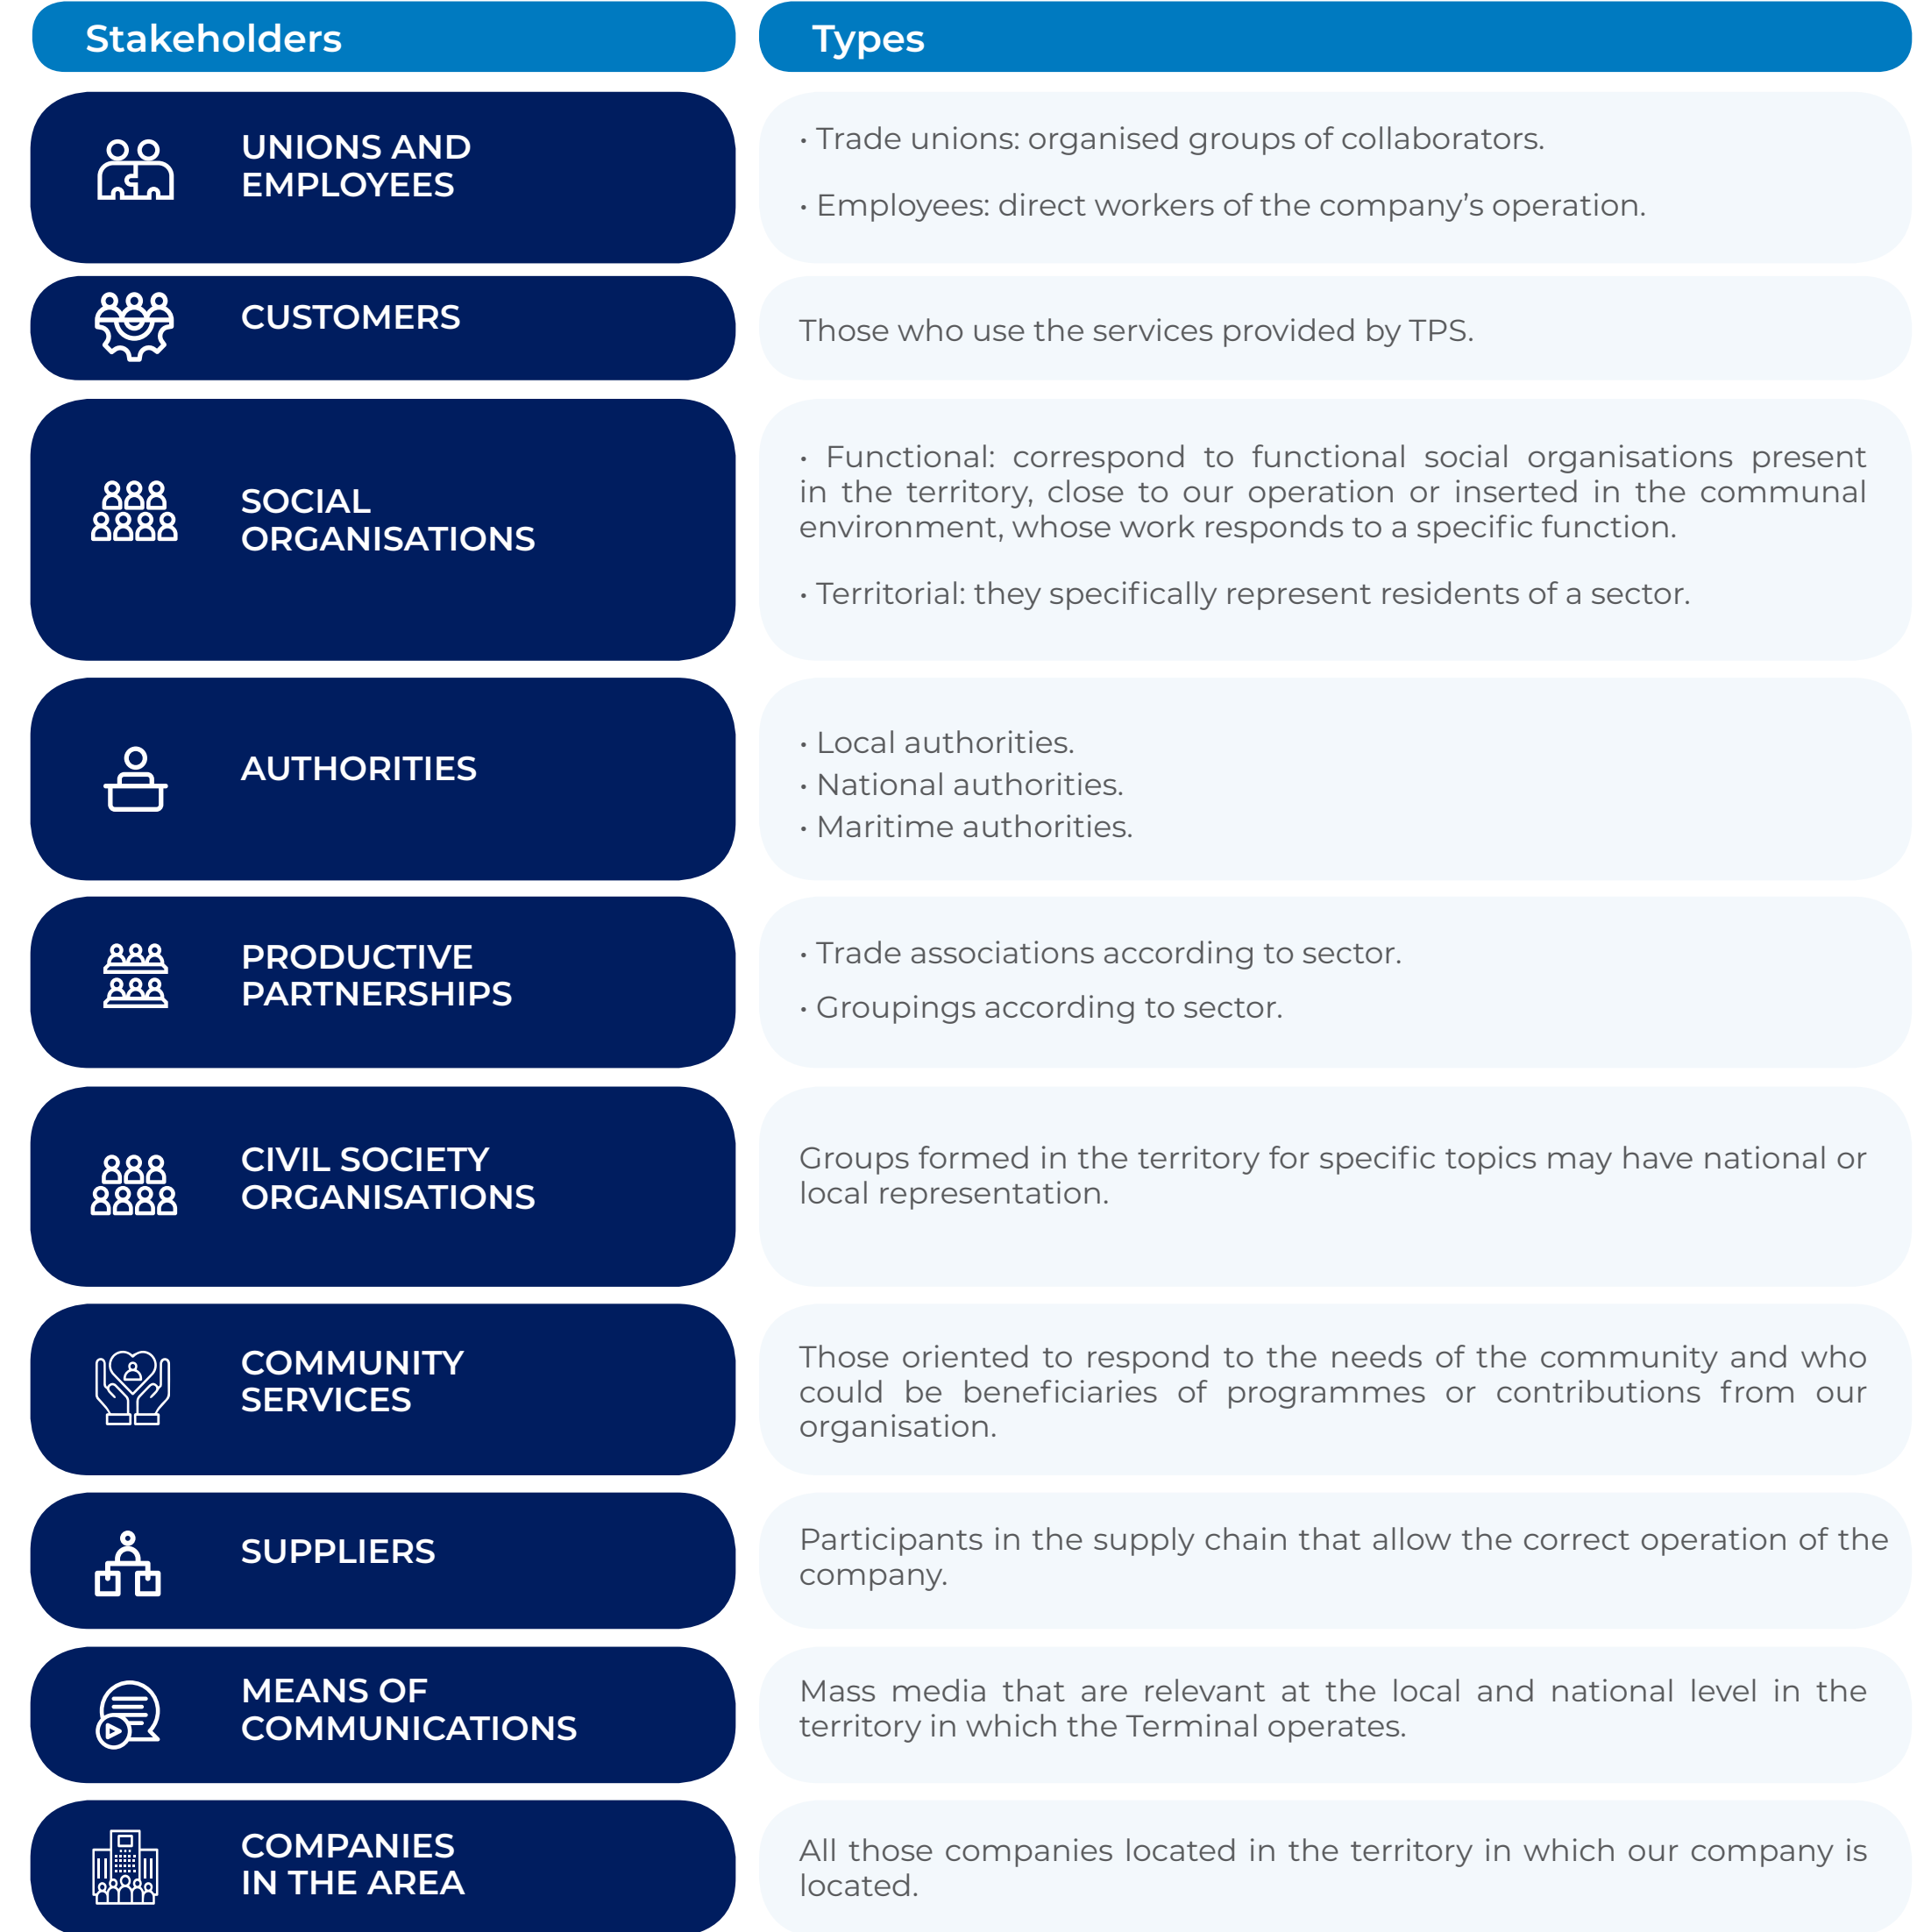 Stakeholders
Types
UNIONS AND
EMPLOYEES
• Trade unions: organised groups of collaborators.
• Employees: direct workers of the company’s operation.
CUSTOMERS
Those who use the services provided by TPS.
SOCIAL
ORGANISATIONS
• Functional: correspond to functional social organisations present
in the territory, close to our operation or inserted in the communal
environment, whose work responds to a specific function.
• Territorial: they specifically represent residents of a sector.
AUTHORITIES
• Local authorities.
• National authorities.
• Maritime authorities.
PRODUCTIVE
PARTNERSHIPS
• Trade associations according to sector.
• Groupings according to sector.
CIVIL SOCIETY
ORGANISATIONS
Groups formed in the territory for specific topics may have national or
local representation.
COMMUNITY
SERVICES
Those oriented to respond to the needs of the community and who
could be beneficiaries of programmes or contributions from our
organisation.
SUPPLIERS
Participants in the supply chain that allow the correct operation of the
company.
MEANS OF
COMMUNICATIONS
Mass media that are relevant at the local and national level in the
territory in which the Terminal operates.
COMPANIES
IN THE AREA
All those companies located in the territory in which our company is
located.